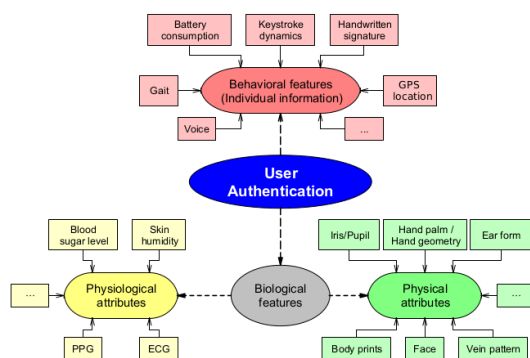 Battery
consumption
Keystroke
dynamics
Handwritten
signature
Gait
Behavioral features
(Individual information)
GPS
location
Voice
...
User
Authentication
Blood
sugar level
Skin
humidity
Iris/Pupil
Hand palm /
Hand geometry
Ear form
...
Physiological
attributes
Biological
features
Physical
attributes
...
PPG
ECG
Body prints
Face
Vein pattern